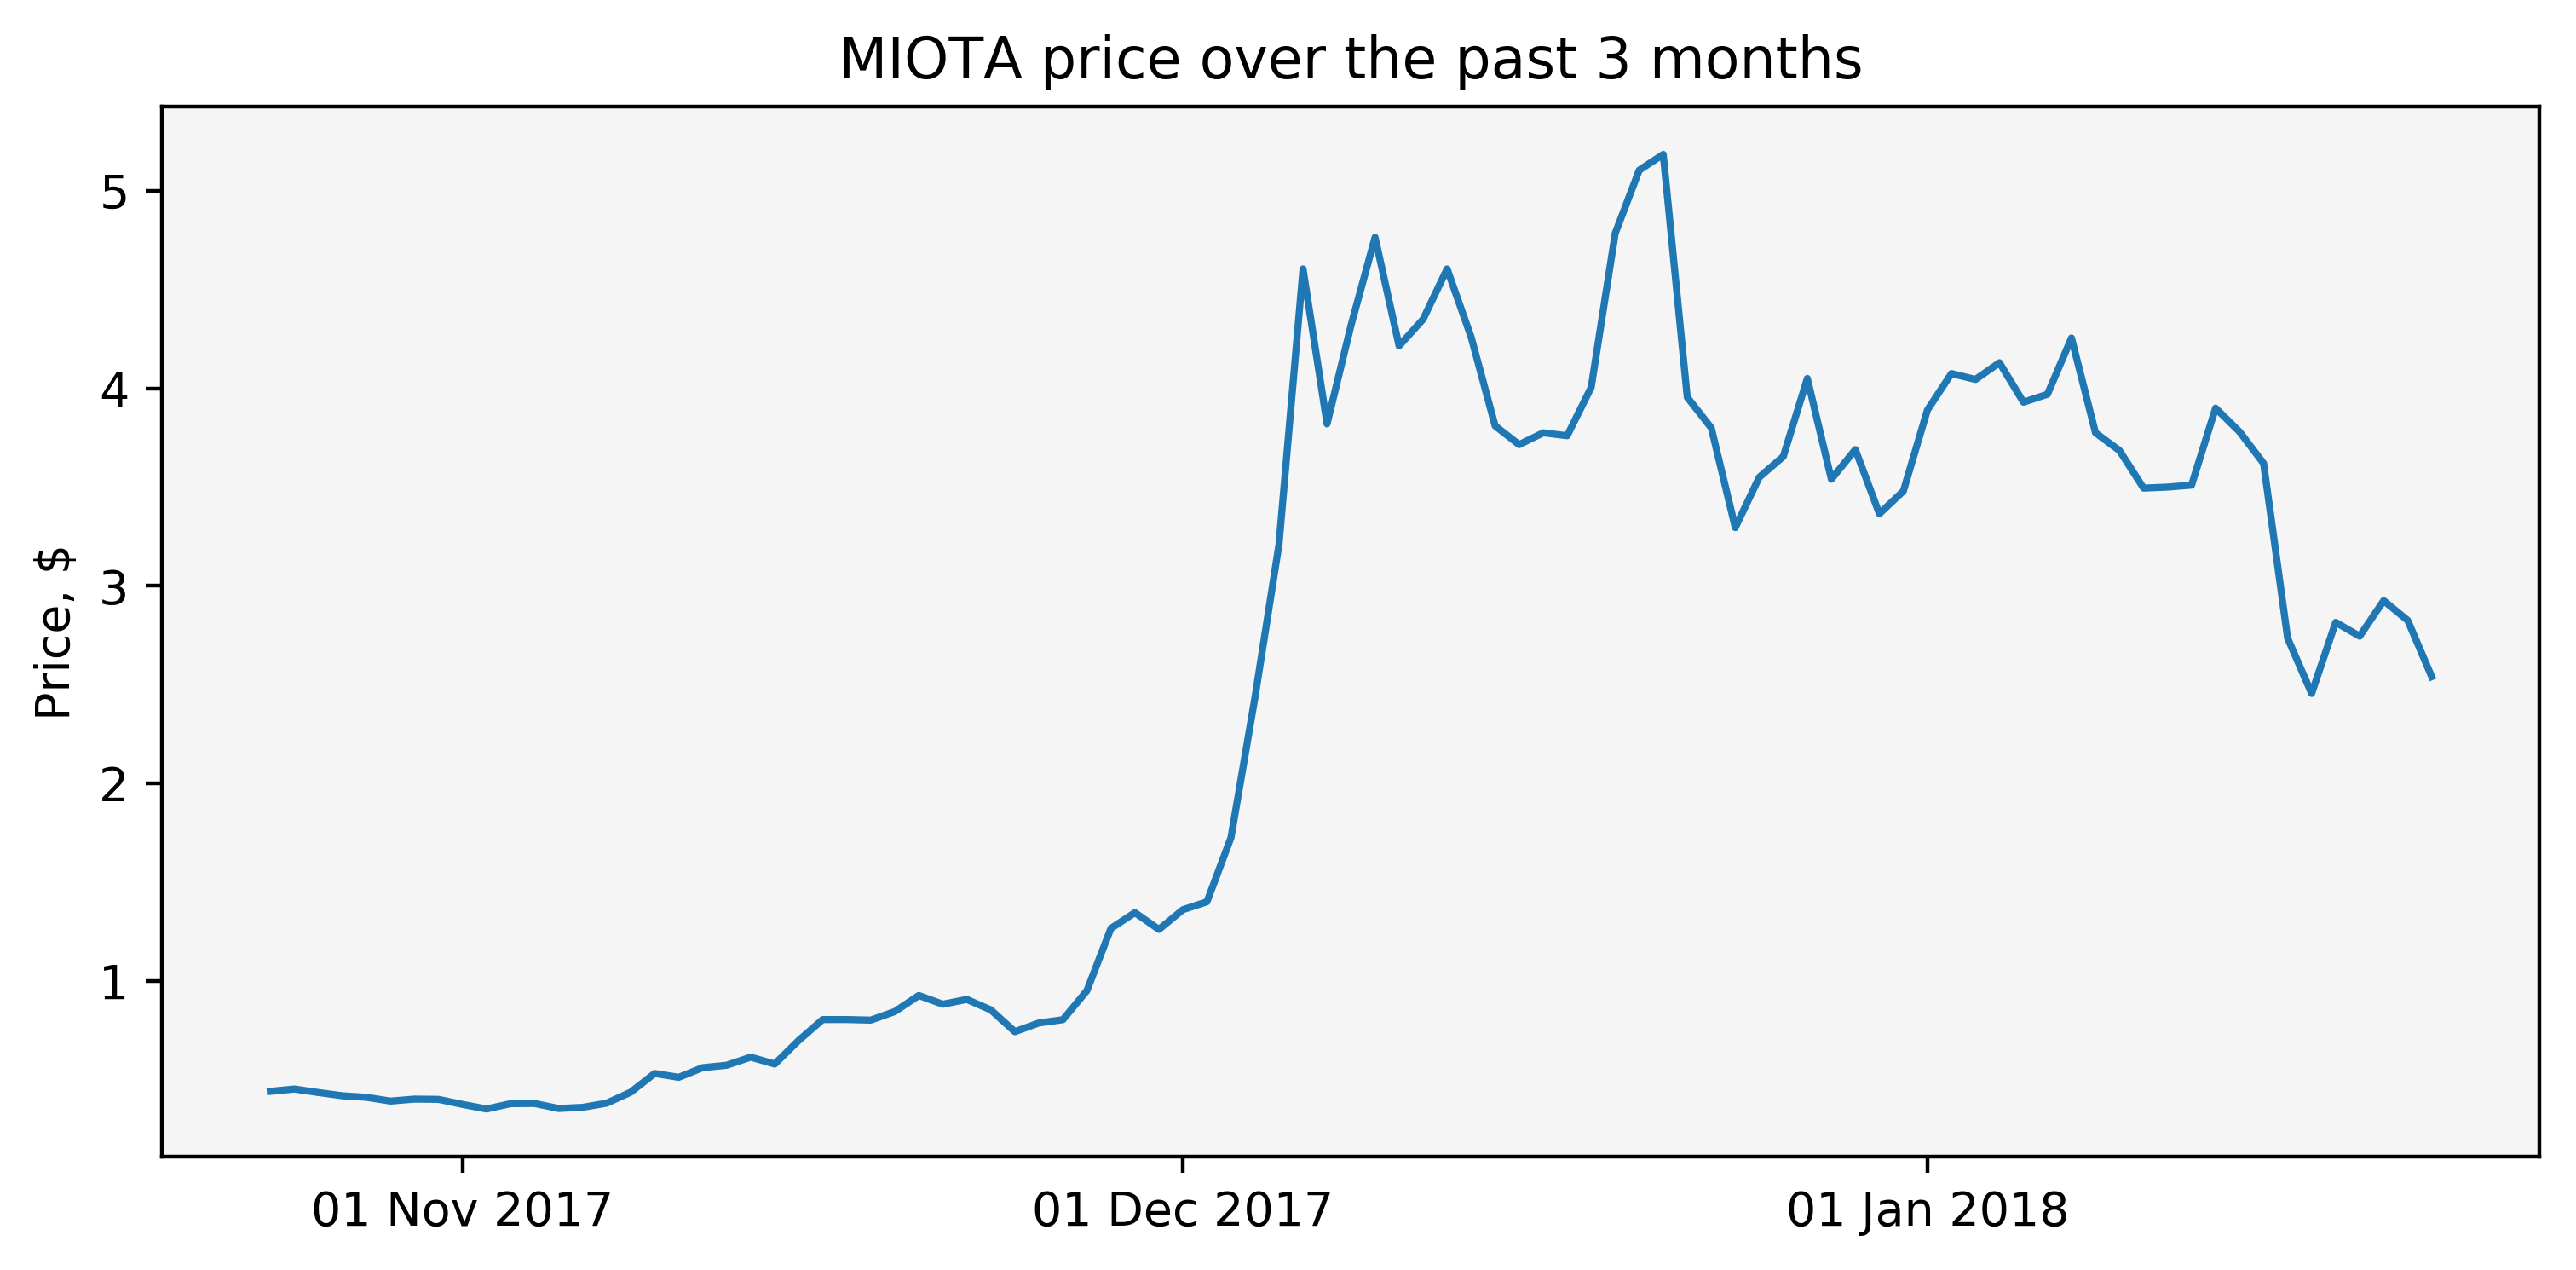 MIOTA price over the past 3 months
Price, $
5
4
3
2
1
01 Nov 2017
01 Dec 2017
01 Jan 2018